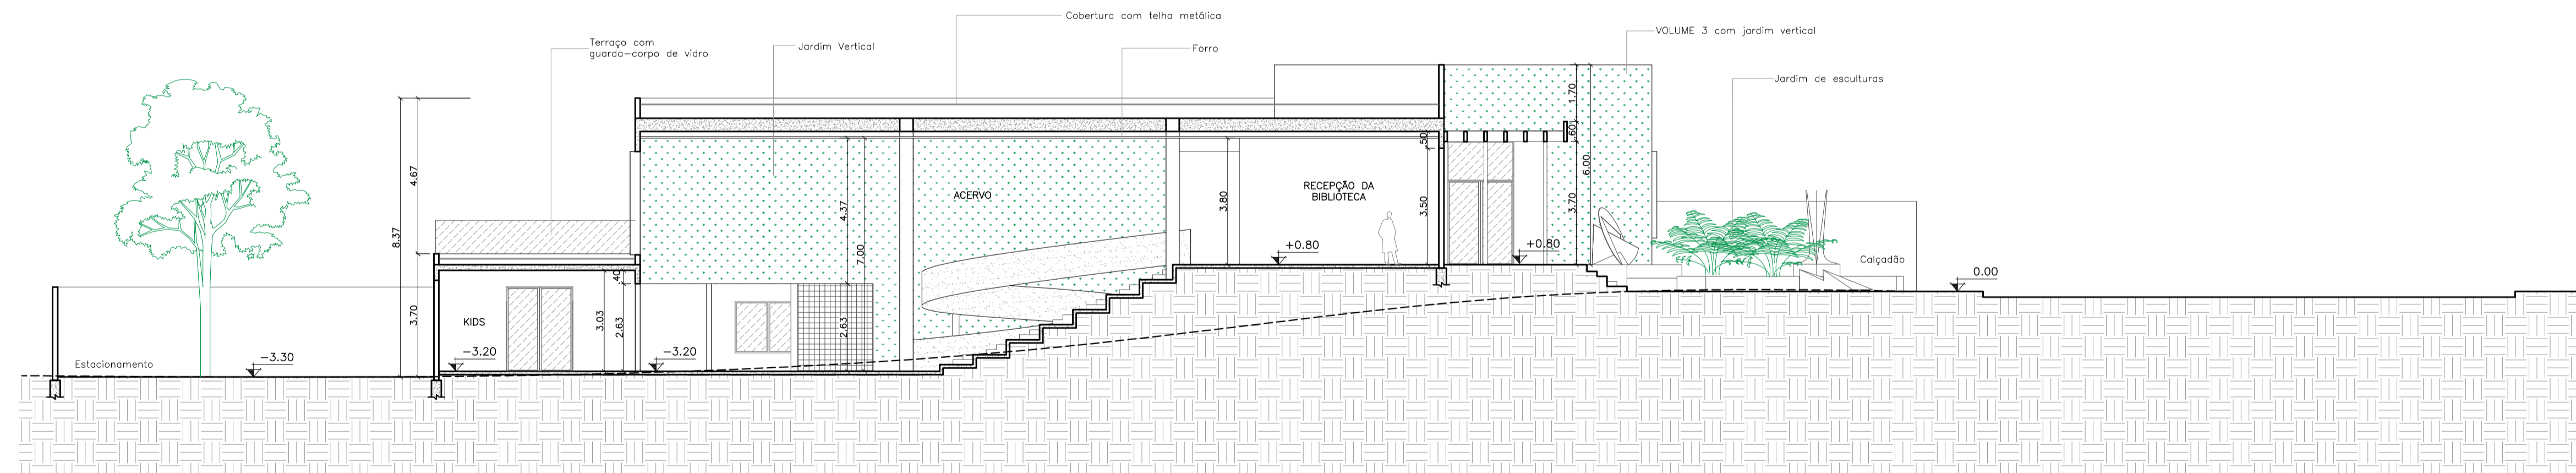 Cobertura com telha metálica
VOLUME 3 com jardim vertical
Terraço com
guarda-corpo de vidro
Jardim Vertical
Forro
Jardim de esculturas
1.70
.60
.50
6.00
4.67
RECEPÇÃO DA
BIBLIOTECA
ACERVO
3.80
3.50
3.70
4.37
8.37
7.00
+0.80
+0.80
Calçadão
0.00
.40
3.70
KIDS
3.03
2.63
2.63
-3.20
-3.20
Estacionamento
-3.30